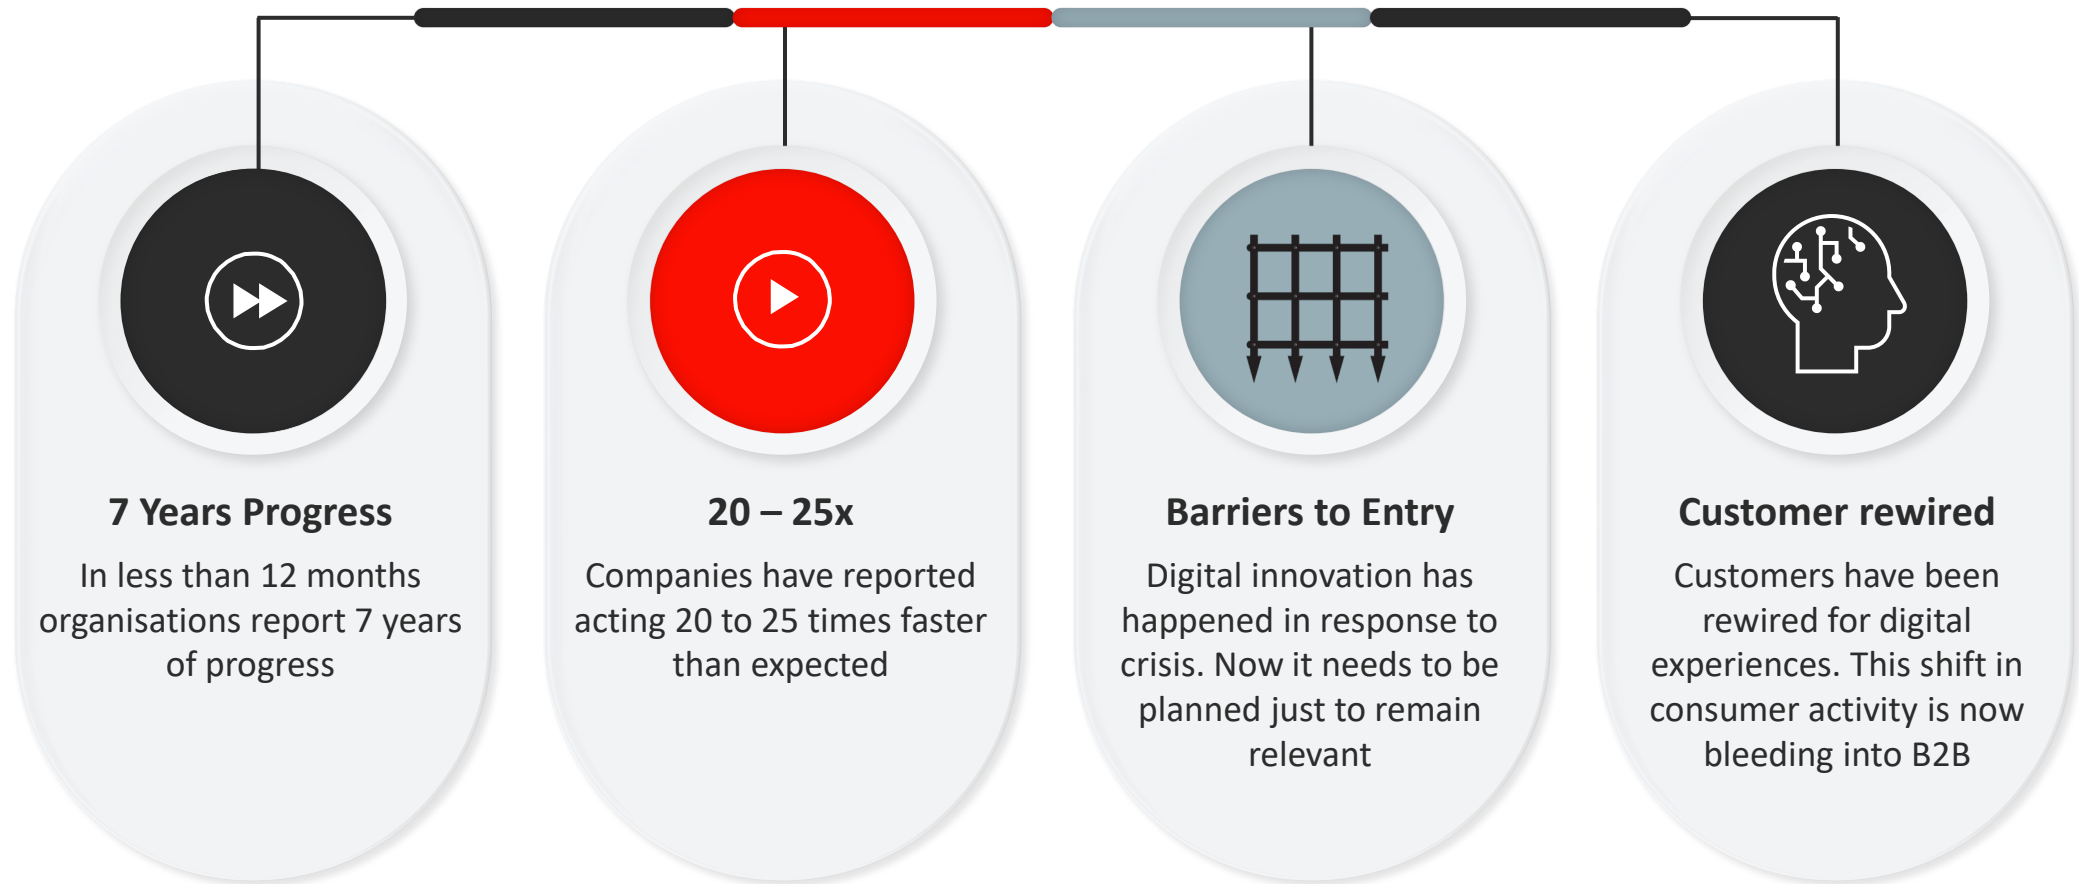 7 Years Progress
In less than 12 months
organisations report 7 years
of progress
20 – 25x
Companies have reported
acting 20 to 25 times faster
than expected
Barriers to Entry
Digital innovation has
happened in response to
crisis. Now it needs to be
planned just to remain
relevant
Customer rewired
Customers have been
rewired for digital
experiences. This shift in
consumer activity is now
bleeding into B2B